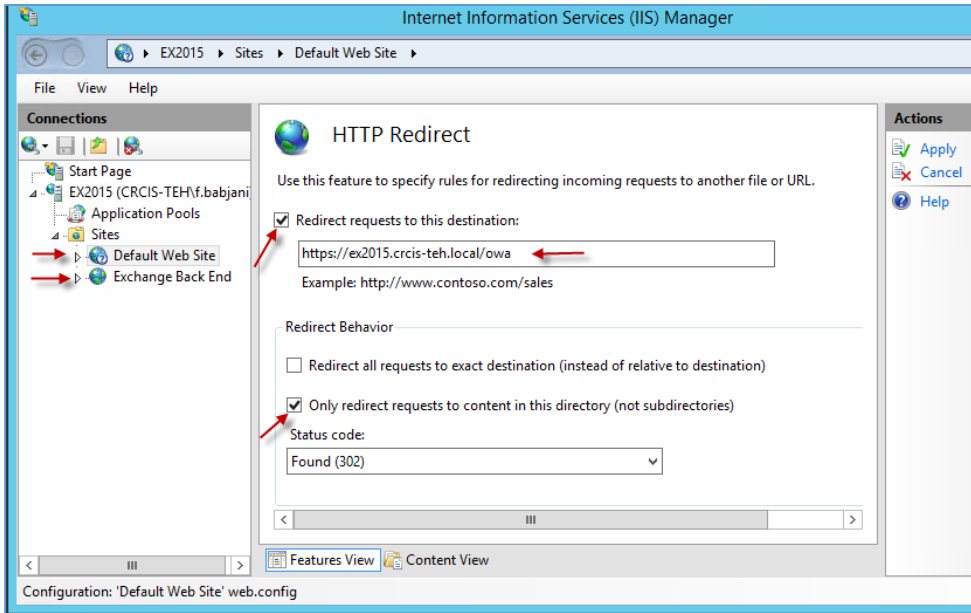 Internet Information Services (IIS) Manager
EX2015 Sites Default Web Site
File View Help
Connections
Start Page
EX2015 (CRCIS-TEH\f.babjani
Application Pools
Sites
Default Web Site
Exchange Back End
HTTP Redirect
Use this feature to specify rules for redirecting incoming requests to another file or URL.
Redirect requests to this destination:
https://ex2015.crcis-teh.local/owa
Example: http://www.contoso.com/sales
Redirect Behavior
Redirect all requests to exact destination (instead of relative to destination)
Only redirect requests to content in this directory (not subdirectories)
Status code:
Found (302)
Features View Content View
Actions
Apply
Cancel
Help
Configuration: 'Default Web Site' web.config